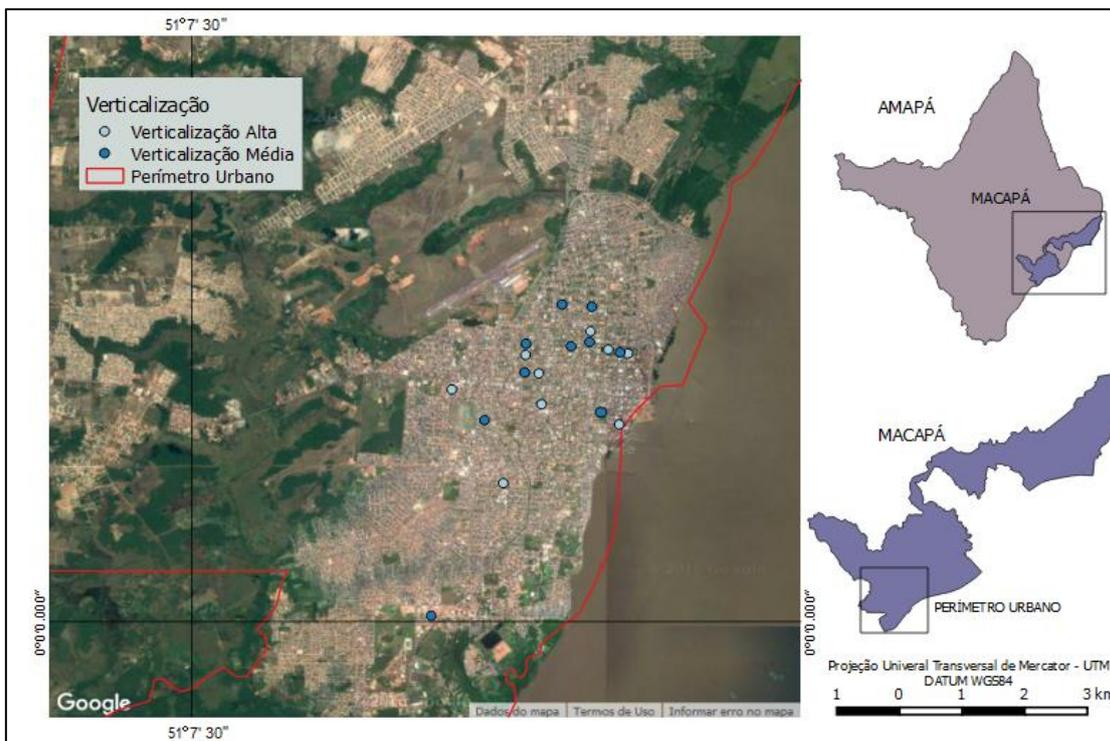 51°7' 30"
Verticalização
Verticalização Alta
Verticalização Média
Perímetro Urbano
AMAPÁ
MACAPÁ
MACAPÁ
PERÍMETRO URBANO
0°0'0.000"
0°0'0.000"
Projeção Univeral Transversal de Mercator - UTM
DATUM WGS84
1 0 1 2 3 km
Google
Dados do mapa
Termos de Uso
Informar erro no mapa
51°7' 30"